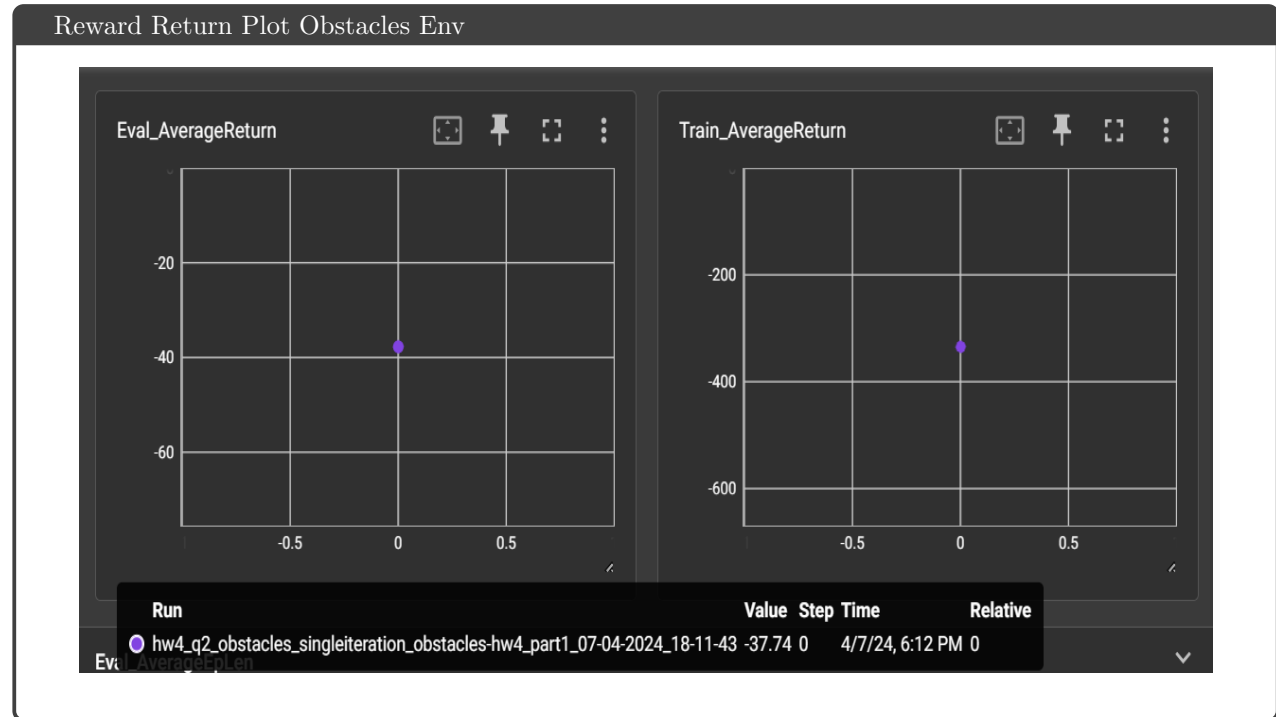 Reward Return Plot Obstacles Env
Eval_AverageReturn
-20
-40
-60
-0.5 0 0.5
Train_AverageReturn
-200
-400
-600
-0.5 0 0.5
Run Value Step Time Relative
hw4_q2_obstacles_singleiteration_obstacles-hw4_part1_07-04-2024_18-11-43 -37.74 0 4/7/24, 6:12 PM 0
Eval_AverageEpLen